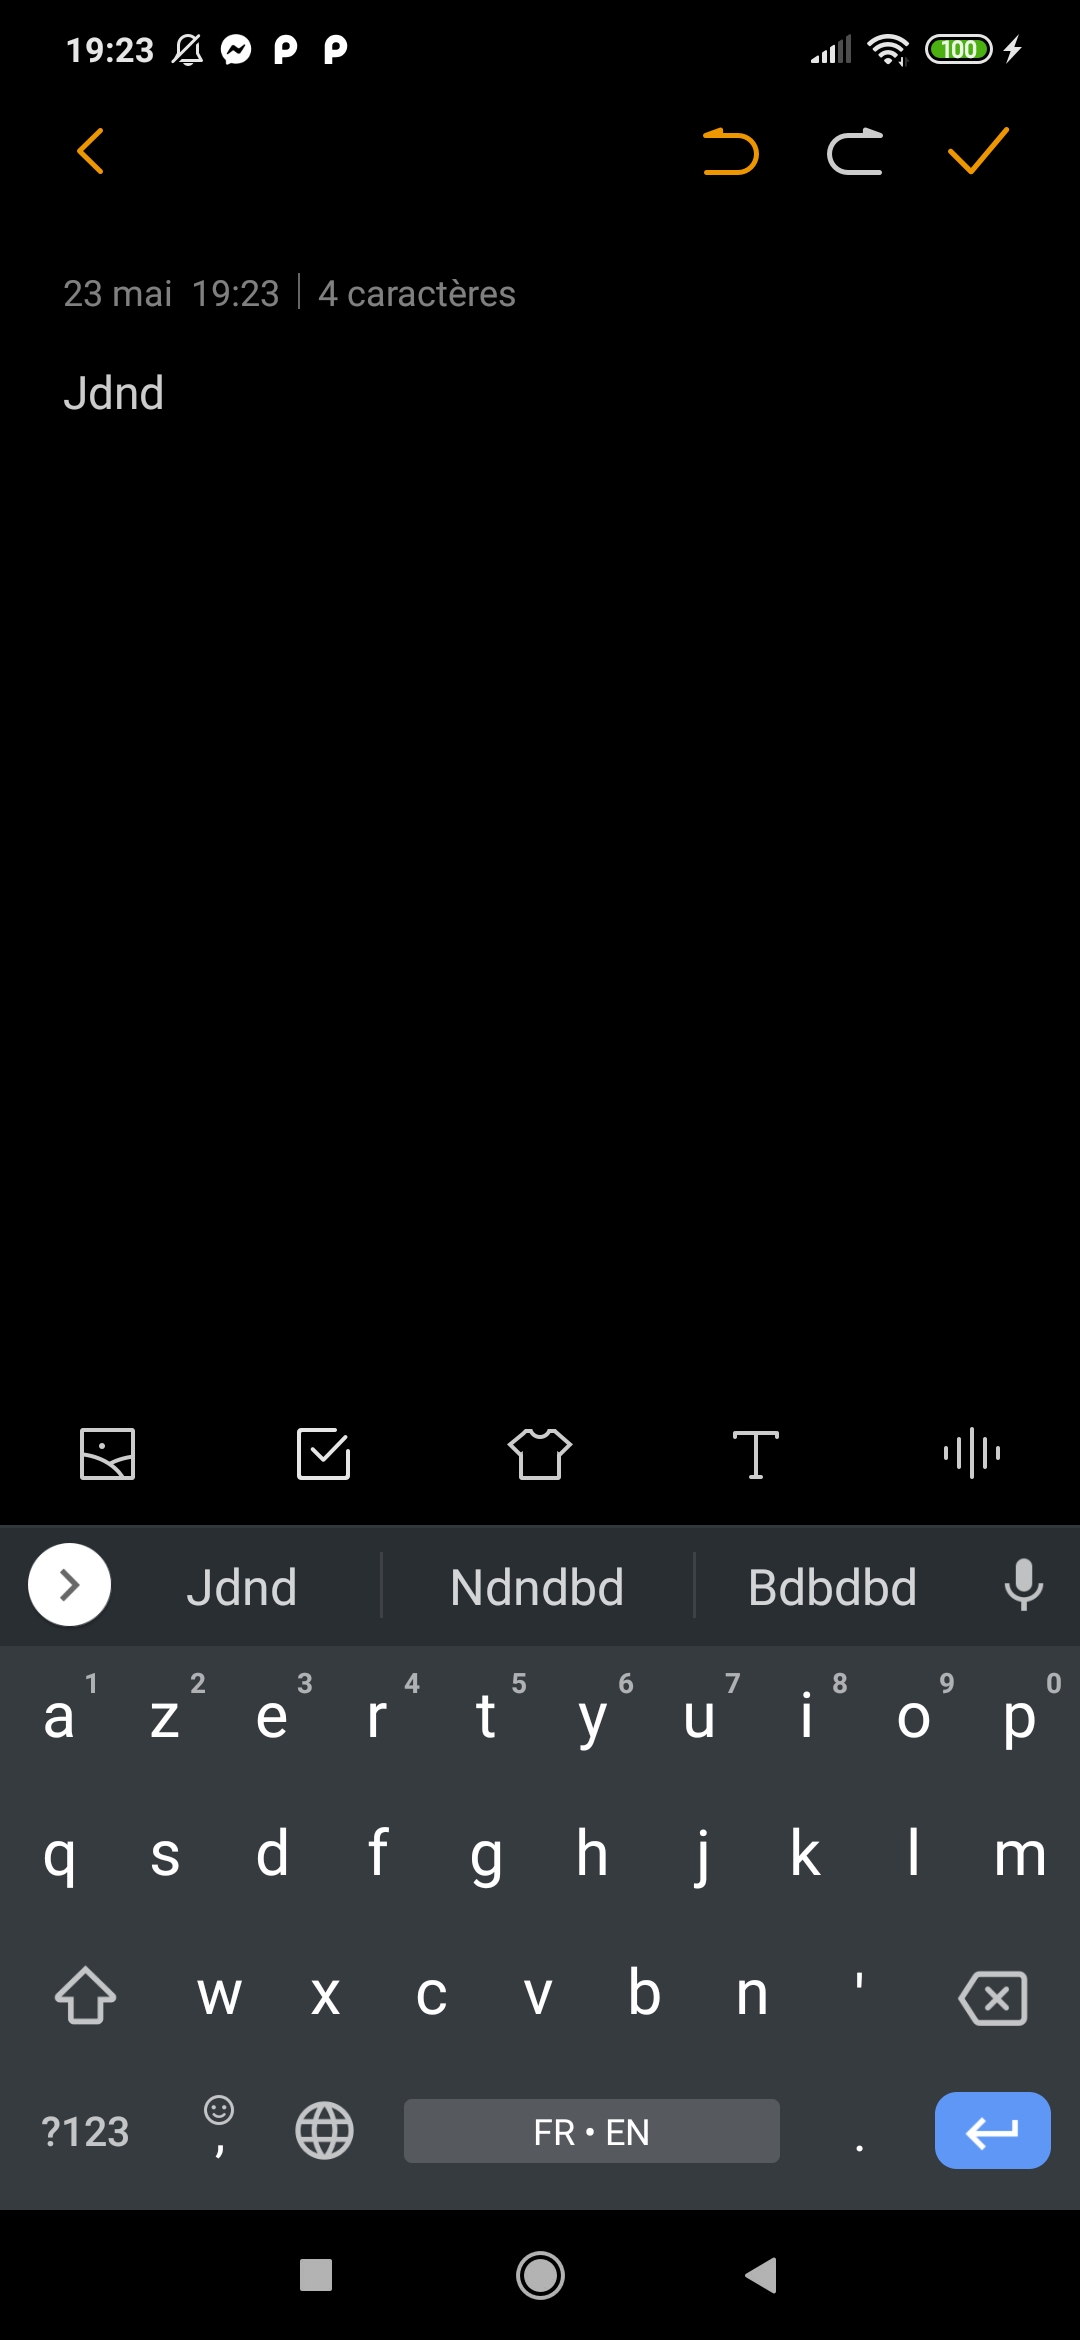 19:23 100
23 mai 19:23 | 4 caractères
Jdnd
Jdnd Ndndbd Bdbdbd
1 2 3 4 5 6 7 8 9 0
a z e r t y u i o p
q s d f g h j k l m
w x c v b n '
?123 , FR • EN .